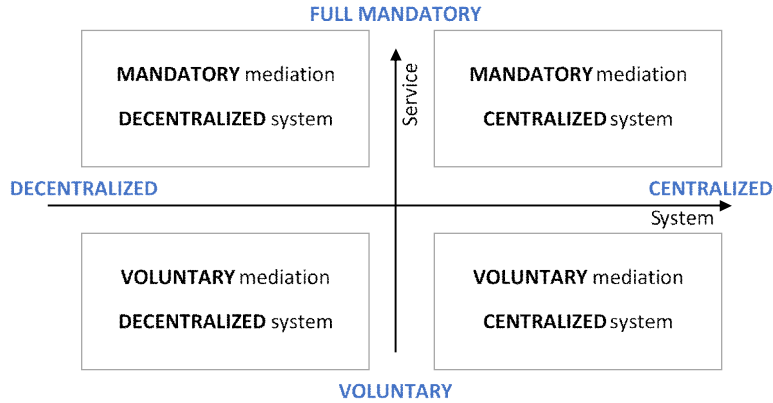 FULL MANDATORY
MANDATORY mediation
DECENTRALIZED system
Service
MANDATORY mediation
CENTRALIZED system
DECENTRALIZED
CENTRALIZED
System
VOLUNTARY mediation
DECENTRALIZED system
VOLUNTARY mediation
CENTRALIZED system
VOLUNTARY